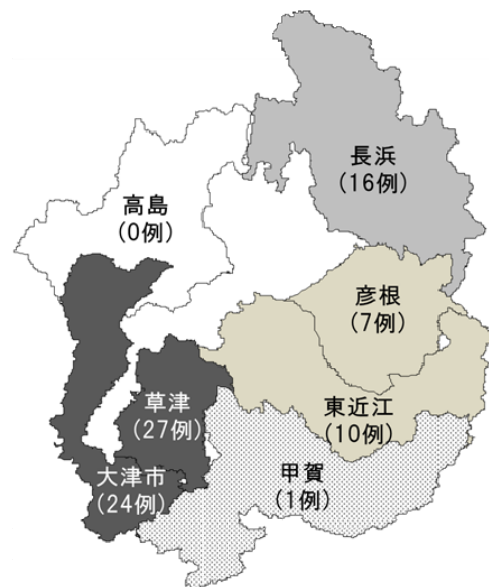 長浜
(16例)
高島
(0例)
彦根
(7例)
東近江
(10例)
草津
(27例)
甲賀
(1例)
大津市
(24例)